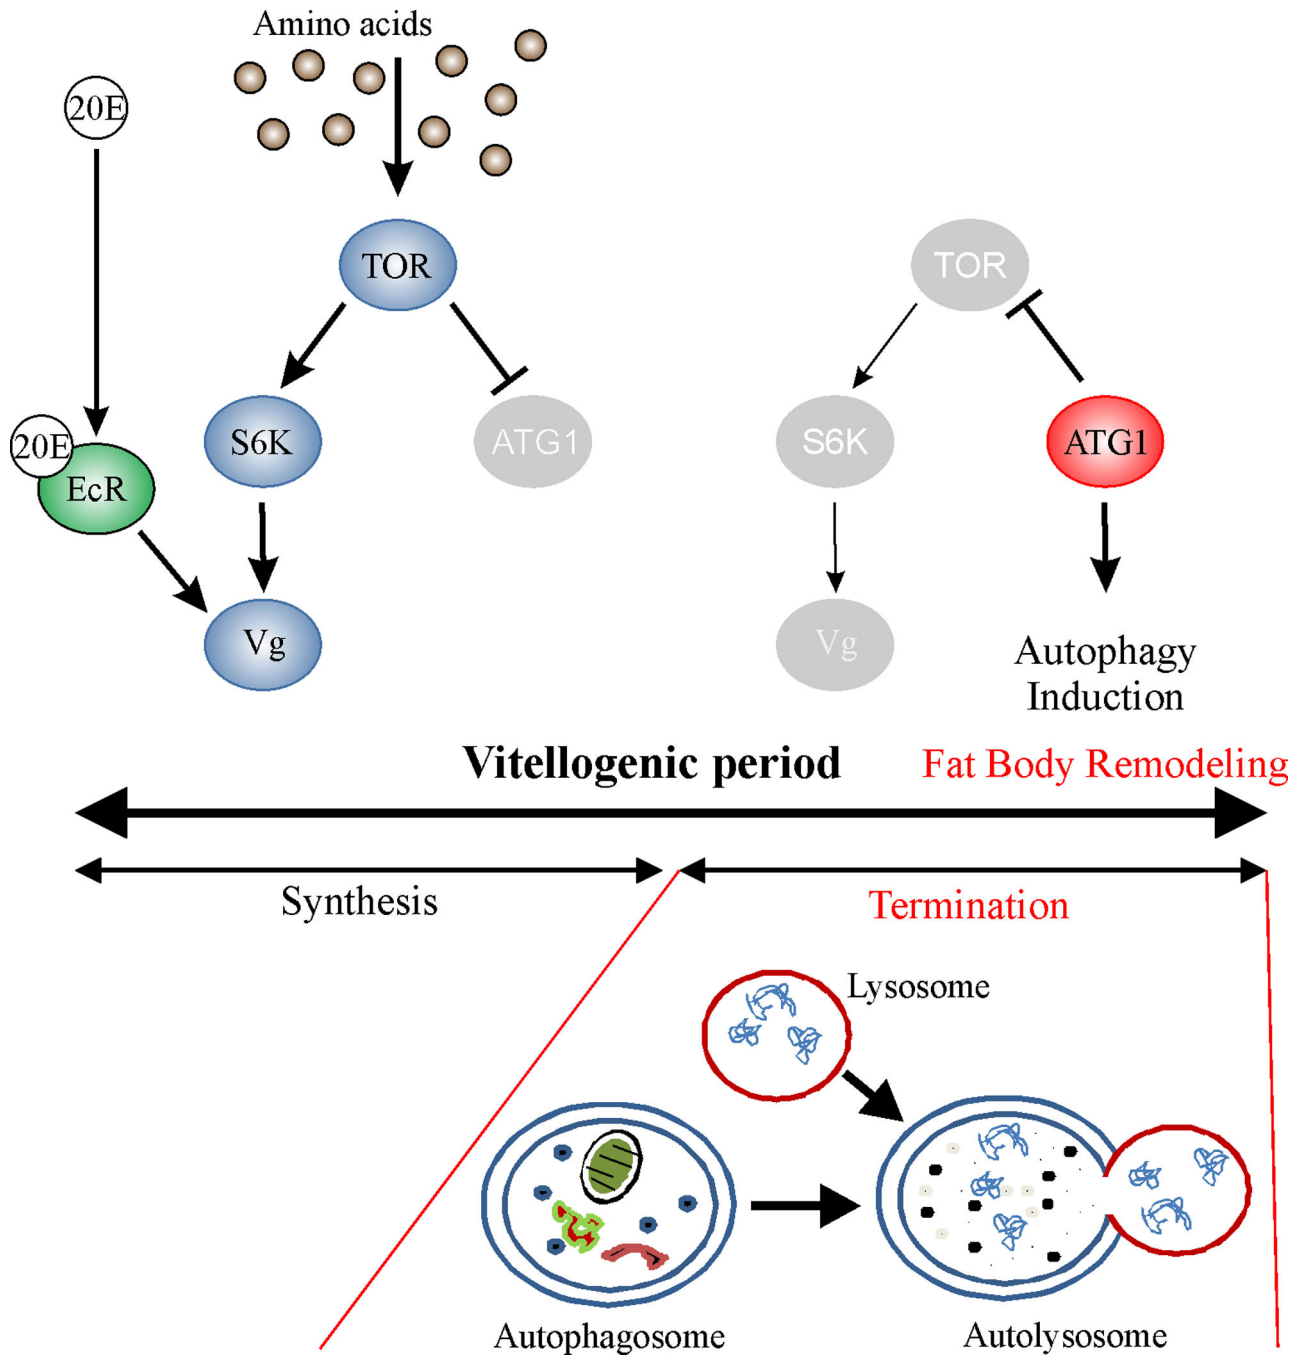 Amino acids
20E
TOR
TOR
20E
EcR
S6K
ATG1
S6K
ATG1
Vg
Vg
Autophagy
Induction
Vitellogenic period
Fat Body Remodeling
Synthesis
Termination
Lysosome
Autophagosome
Autolysosome